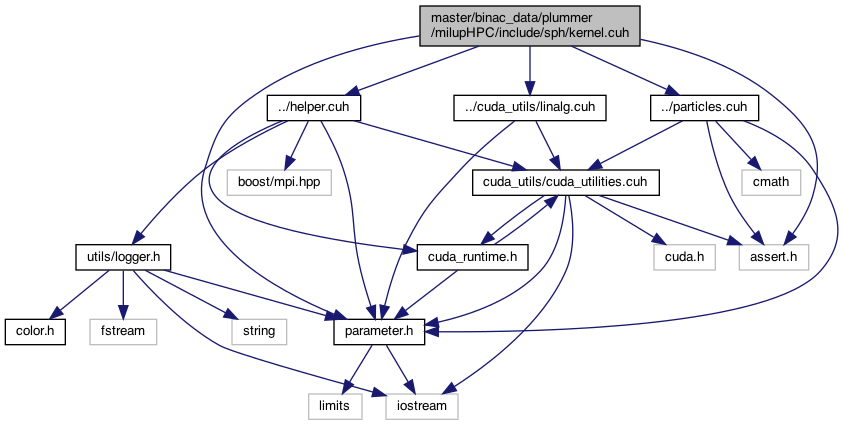 master/binac_data/plummer
/milupHPC/include/sph/kernel.cuh
../helper.cuh
../cuda_utils/linalg.cuh
../particles.cuh
boost/mpi.hpp
cuda_utils/cuda_utilities.cuh
cmath
utils/logger.h
cuda_runtime.h
cuda.h
assert.h
color.h
fstream
string
parameter.h
limits
iostream